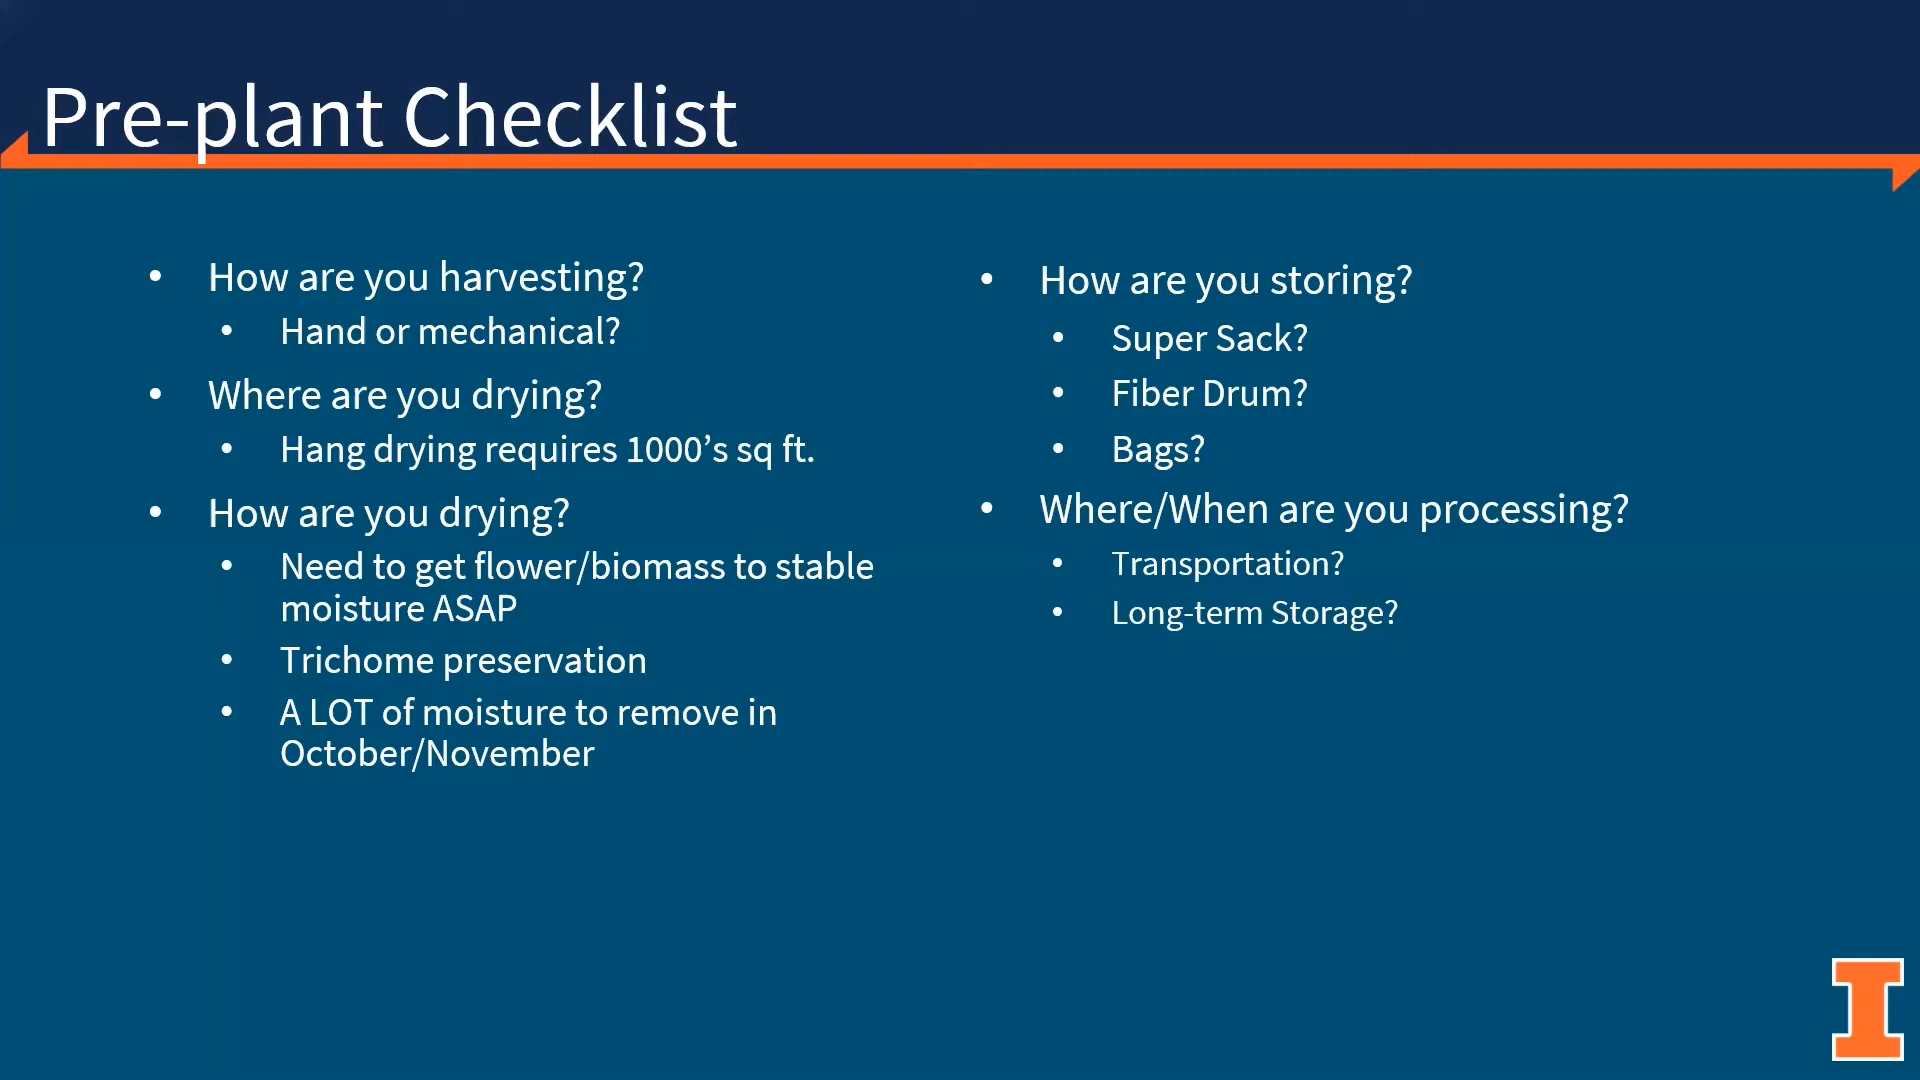 Pre-plant Checklist
• How are you harvesting?
• Hand or mechanical?
• Where are you drying?
• Hang drying requires 1000’s sq ft.
• How are you drying?
• Need to get flower/biomass to stable
moisture ASAP
• Trichome preservation
• A LOT of moisture to remove in
October/November
• How are you storing?
• Super Sack?
• Fiber Drum?
• Bags?
• Where/When are you processing?
• Transportation?
• Long-term Storage?
I